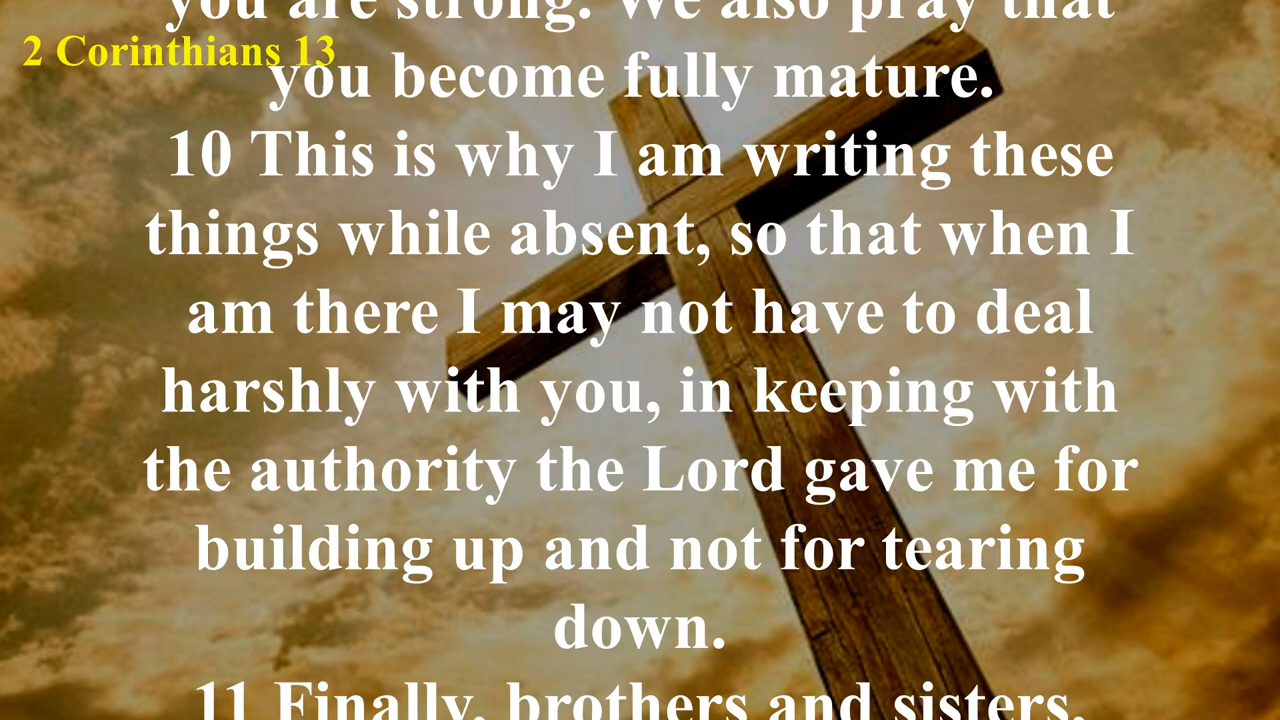 you are strong. We also pray that
2 Corinthians 13
you become fully mature.
10 This is why I am writing these
things while absent, so that when I
am there I may not have to deal
harshly with you, in keeping with
the authority the Lord gave me for
building up and not for tearing
down.
11 Finally, brothers and sisters,